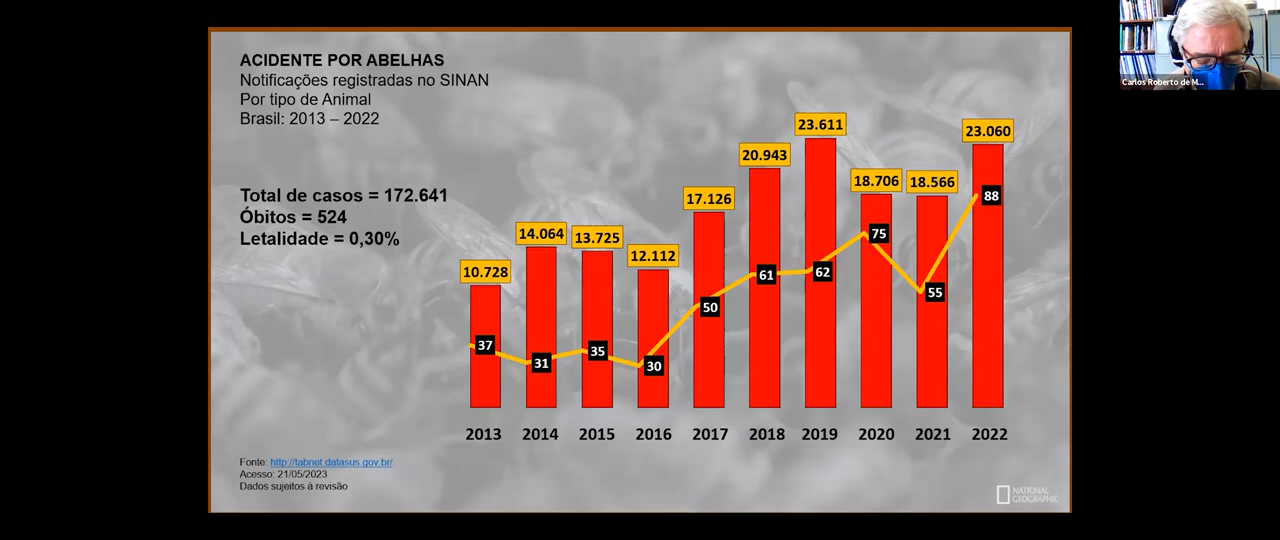 ACIDENTE POR ABELHAS
Notificações registradas no SINAN
Por tipo de Animal
Brasil: 2013 – 2022
Total de casos = 172.641
Óbitos = 524
Letalidade = 0,30%
10.728
14.064
13.725
12.112
17.126
20.943
23.611
18.706
18.566
23.060
37
31
35
30
50
61
62
75
55
88
2013 2014 2015 2016 2017 2018 2019 2020 2021 2022
Fonte: http://tabnet.datasus.gov.br/
Acesso: 21/05/2023
Dados sujeitos à revisão
NATIONAL
GEOGRAPHIC
Carlos Roberto de M...